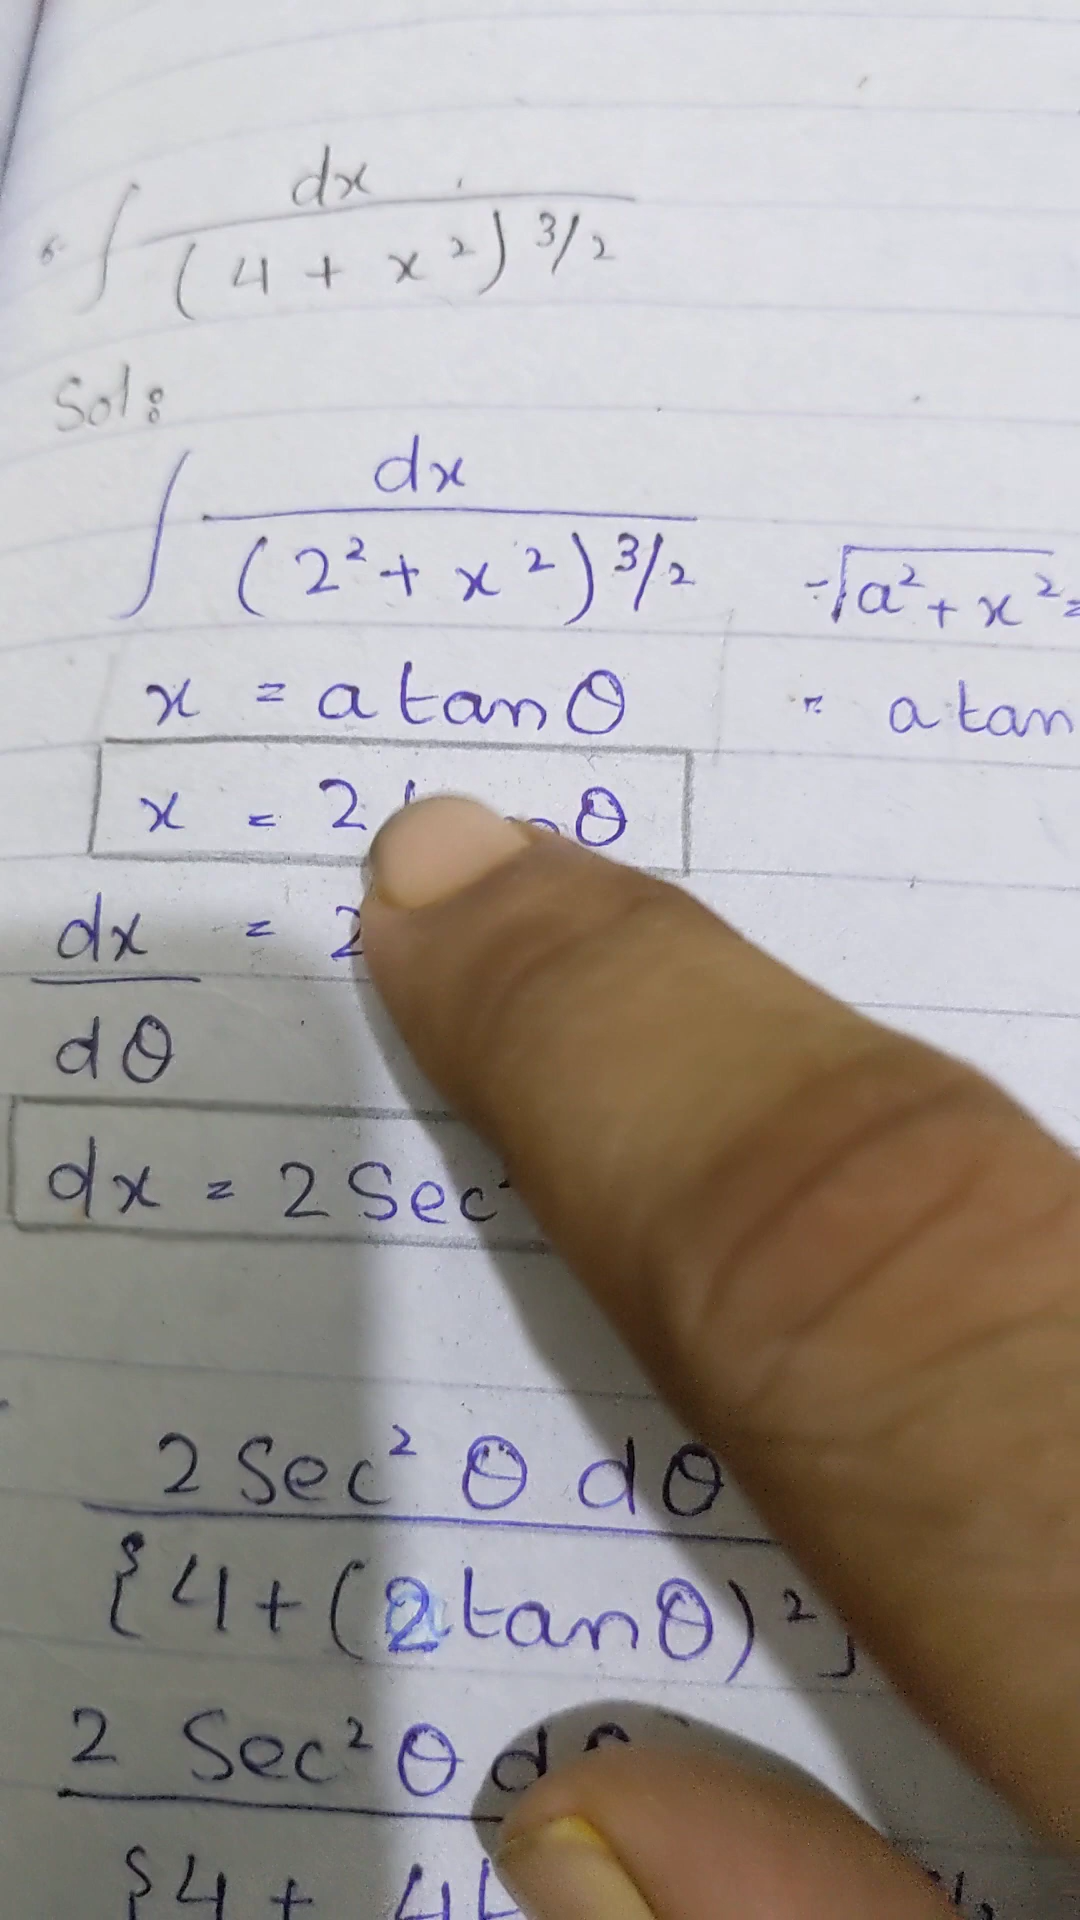 ∫ dx
(4 + x²)^3/2
Sol:
∫ dx
(2² + x²)^3/2 √a² + x² =
x = a tan θ = a tan
x = 2 θ
dx = 2
dθ
dx = 2 Sec
2 Sec² θ dθ
{4 + (2 tan θ)²}
2 Sec² θ d
{4 + 4